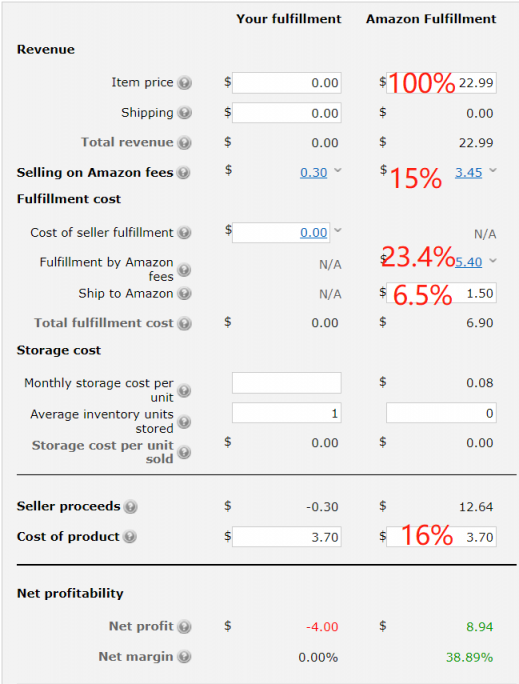 Your fulfillment Amazon Fulfillment
Revenue
Item price $ 0.00 $ 100% 22.99
Shipping $ 0.00 $ 0.00
Total revenue $ 0.00 $ 22.99
Selling on Amazon fees $ 0.30 $ 15% 3.45
Fulfillment cost
Cost of seller fulfillment $ 0.00 N/A
Fulfillment by Amazon
fees N/A $ 23.4% 5.40
Ship to Amazon N/A $ 6.5% 1.50
Total fulfillment cost $ 0.00 $ 6.90
Storage cost
Monthly storage cost per
unit $ 0.08
Average inventory units
stored 1 0
Storage cost per unit
sold $ 0.00 $ 0.00
Seller proceeds $ -0.30 $ 12.64
Cost of product $ 3.70 $ 16% 3.70
Net profitability
Net profit $ -4.00 $ 8.94
Net margin 0.00% 38.89%